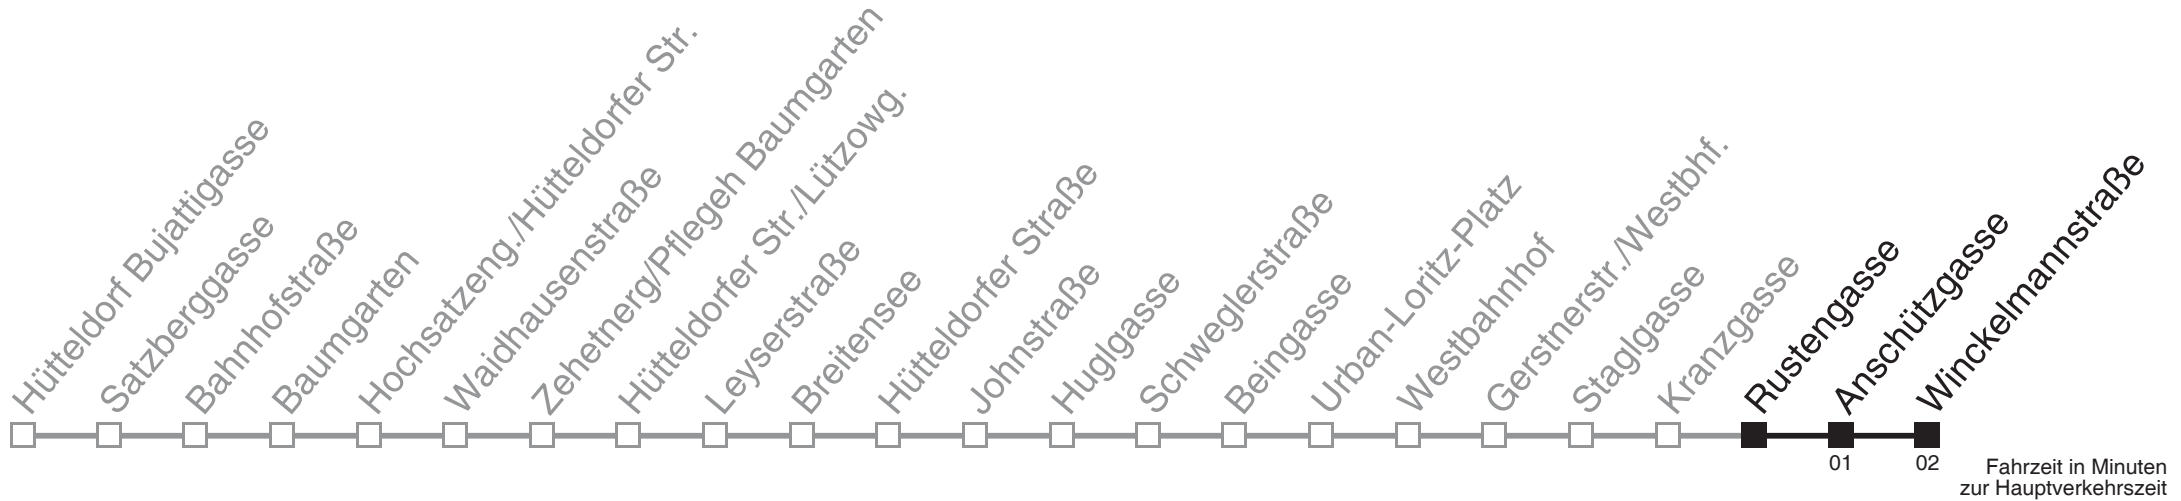 Hütteldorf Bujattigasse
Satzberggasse
Bahnhofstraße
Baumgarten
Hochsatzeng./Hütteldorfer Str.
Waidhausenstraße
Zehetnerg/Pflegeh Baumgarten
Hütteldorfer Str./Lützowg.
Leyserstraße
Breitensee
Hütteldorfer Straße
Johnstraße
Huglgasse
Schweglerstraße
Beingasse
Urban-Loritz-Platz
Westbahnhof
Gerstnerstr./Westbhf.
Staglgasse
Kranzgasse
Rustengasse
Anschützgasse
Winckelmannstraße
01
02
Fahrzeit in Minuten
zur Hauptverkehrszeit